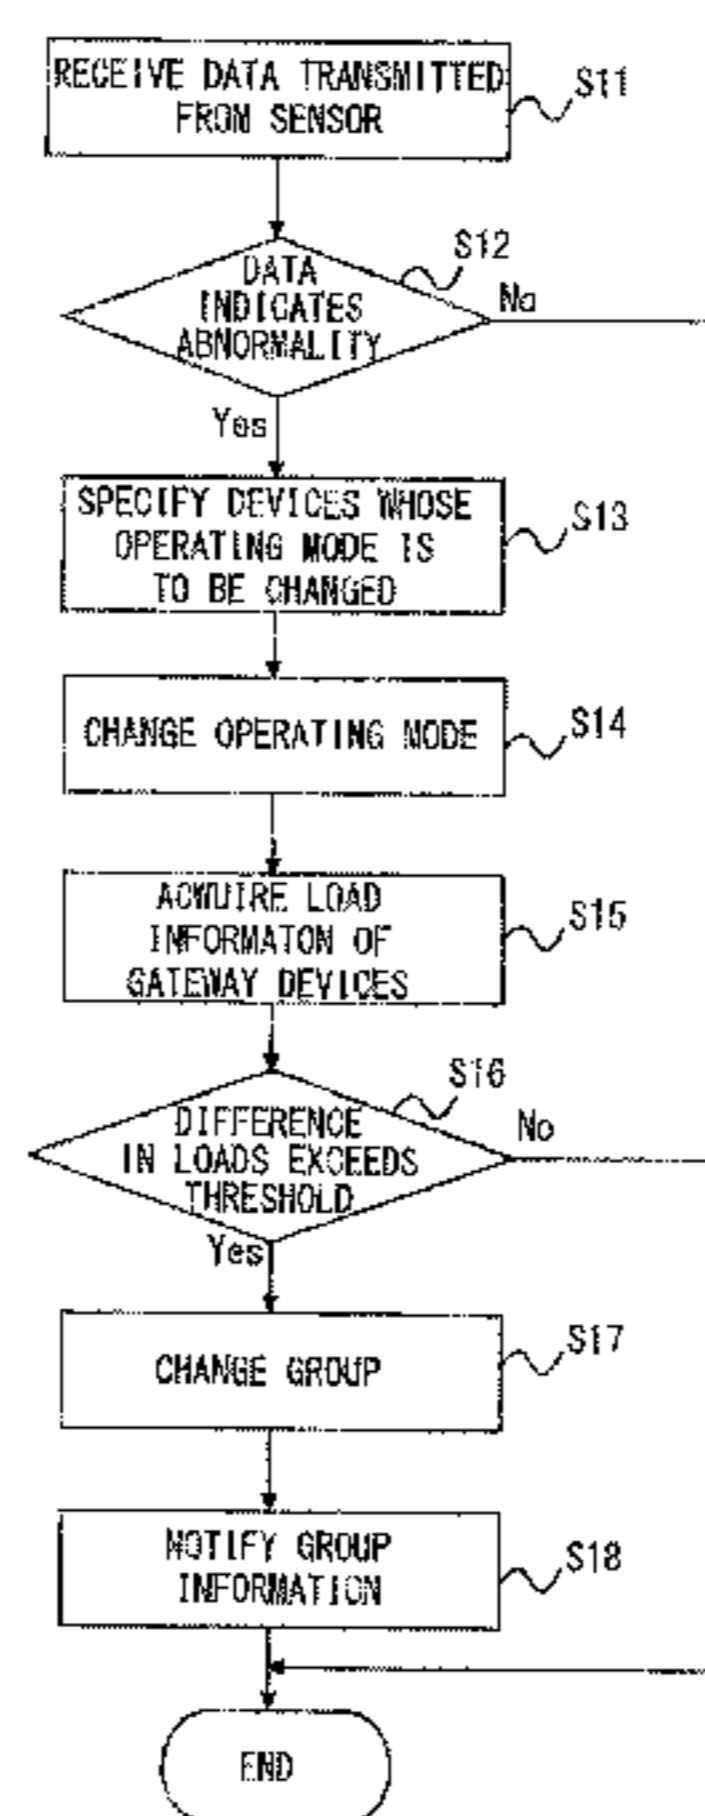 RECEIVE DATA TRANSMITTED
FROM SENSOR
S11
S12
DATA
INDICATES
ABNORMALITY
No
Yes
SPECIFY DEVICES WHOSE
OPERATING MODE IS
TO BE CHANGED
S13
CHANGE OPERATING MODE
S14
ACWUIRE LOAD
INFORMATON OF
GATEWAY DEVICES
S15
S16
DIFFERENCE
IN LOADS EXCEEDS
THRESHOLD
No
Yes
CHANGE GROUP
S17
NOTIFY GROUP
INFORMATION
S18
END